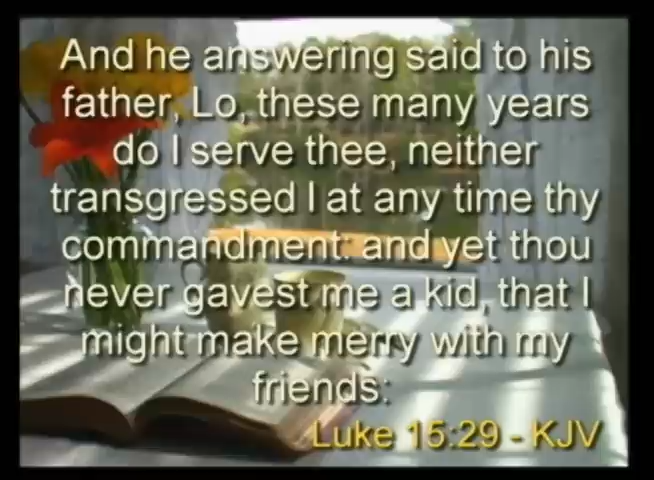 And he answering said to his
father, Lo, these many years
do I serve thee, neither
transgressed I at any time thy
commandment: and yet thou
never gavest me a kid, that I
might make merry with my
friends:
Luke 15:29 - KJV